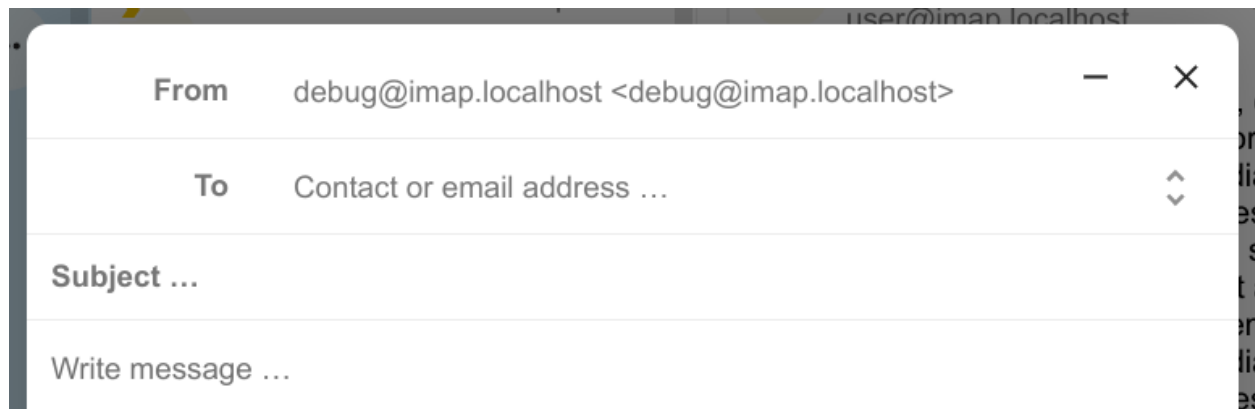 user@imap.localhost
From debug@imap.localhost <debug@imap.localhost>
To Contact or email address …
Subject …
Write message …